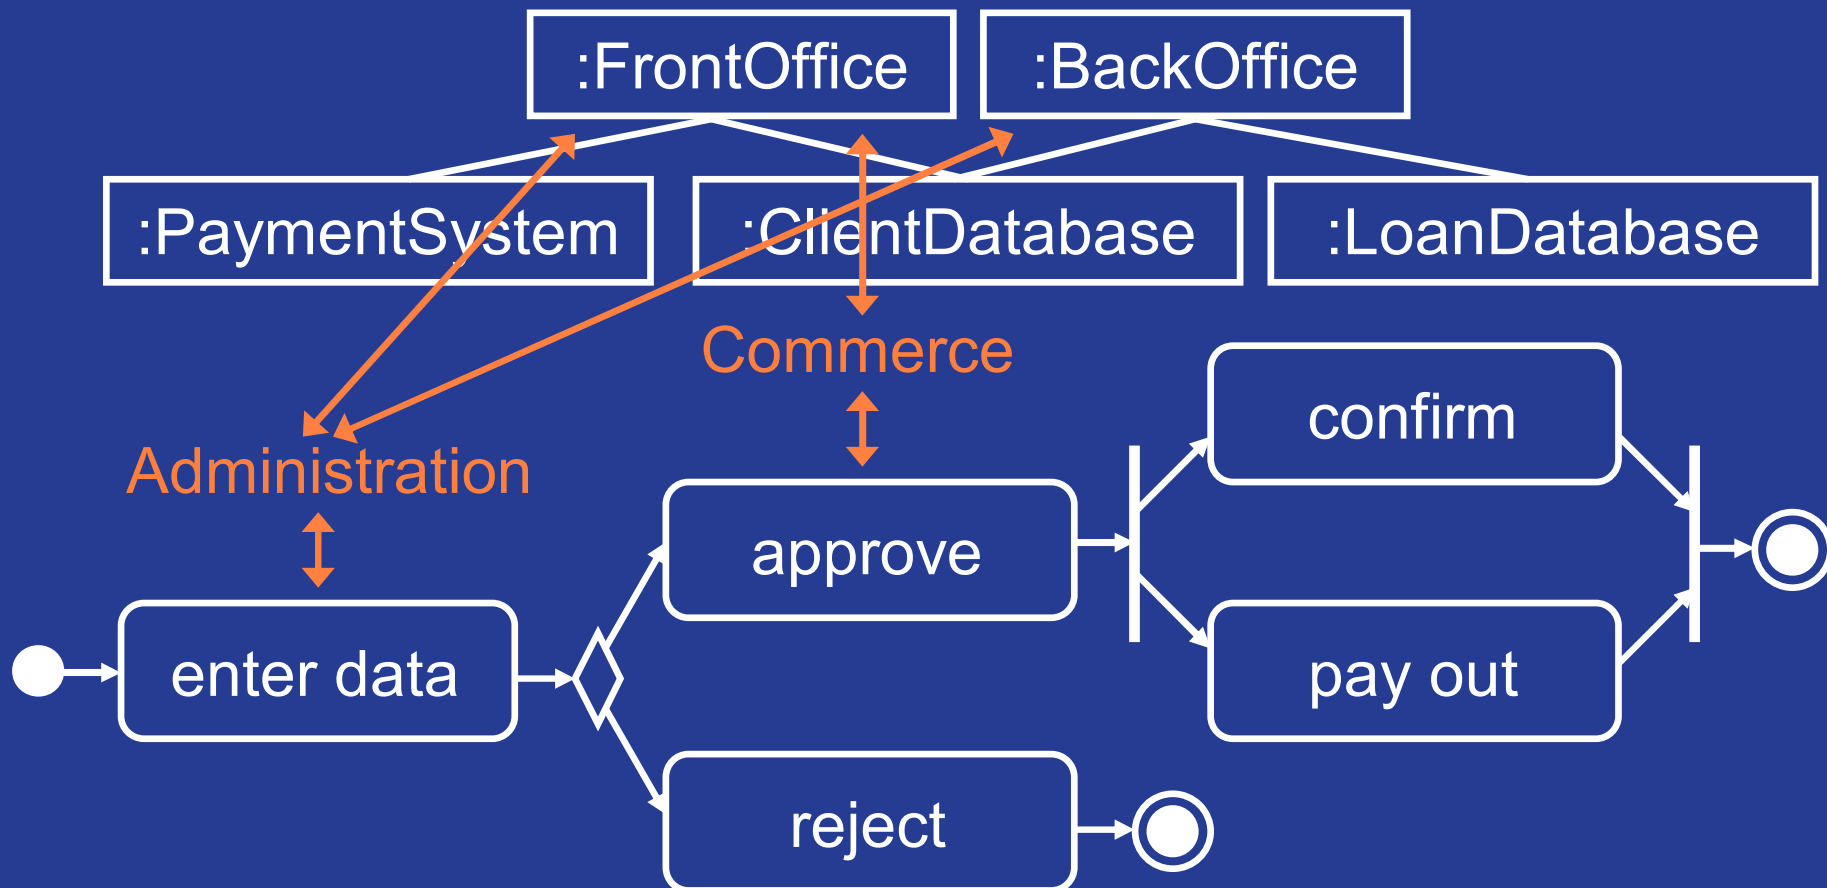 :FrontOffice
:BackOffice
:PaymentSystem
:ClientDatabase
:LoanDatabase
Commerce
Administration
confirm
approve
enter data
pay out
reject